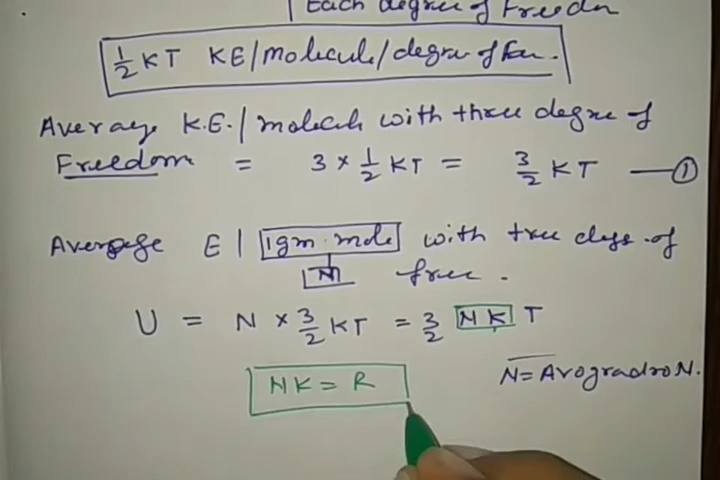 Each degree of Freedom
1/2 KT KE/molecule/degree of free.
Average K.E./molecule with three degree of
Freedom = 3 × 1/2 KT = 3/2 KT —— ①
Average E | 1gm. mole with tree degs. of
N free.
U = N × 3/2 KT = 3/2 NK T
NK = R
N = Avogradro N.